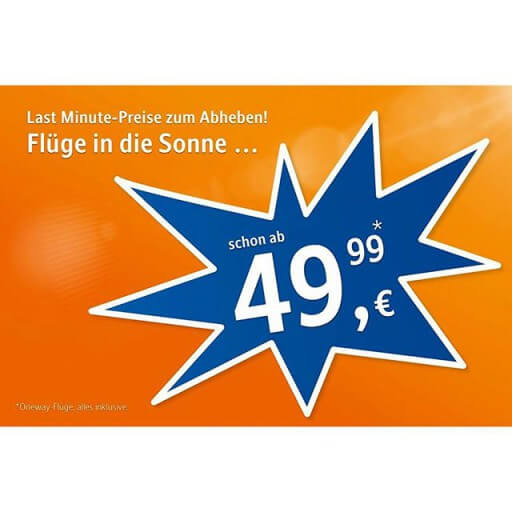 Last Minute-Preise zum Abheben!
Flüge in die Sonne ...
schon ab
49,99* €
*Oneway-Flüge, alles inklusive.